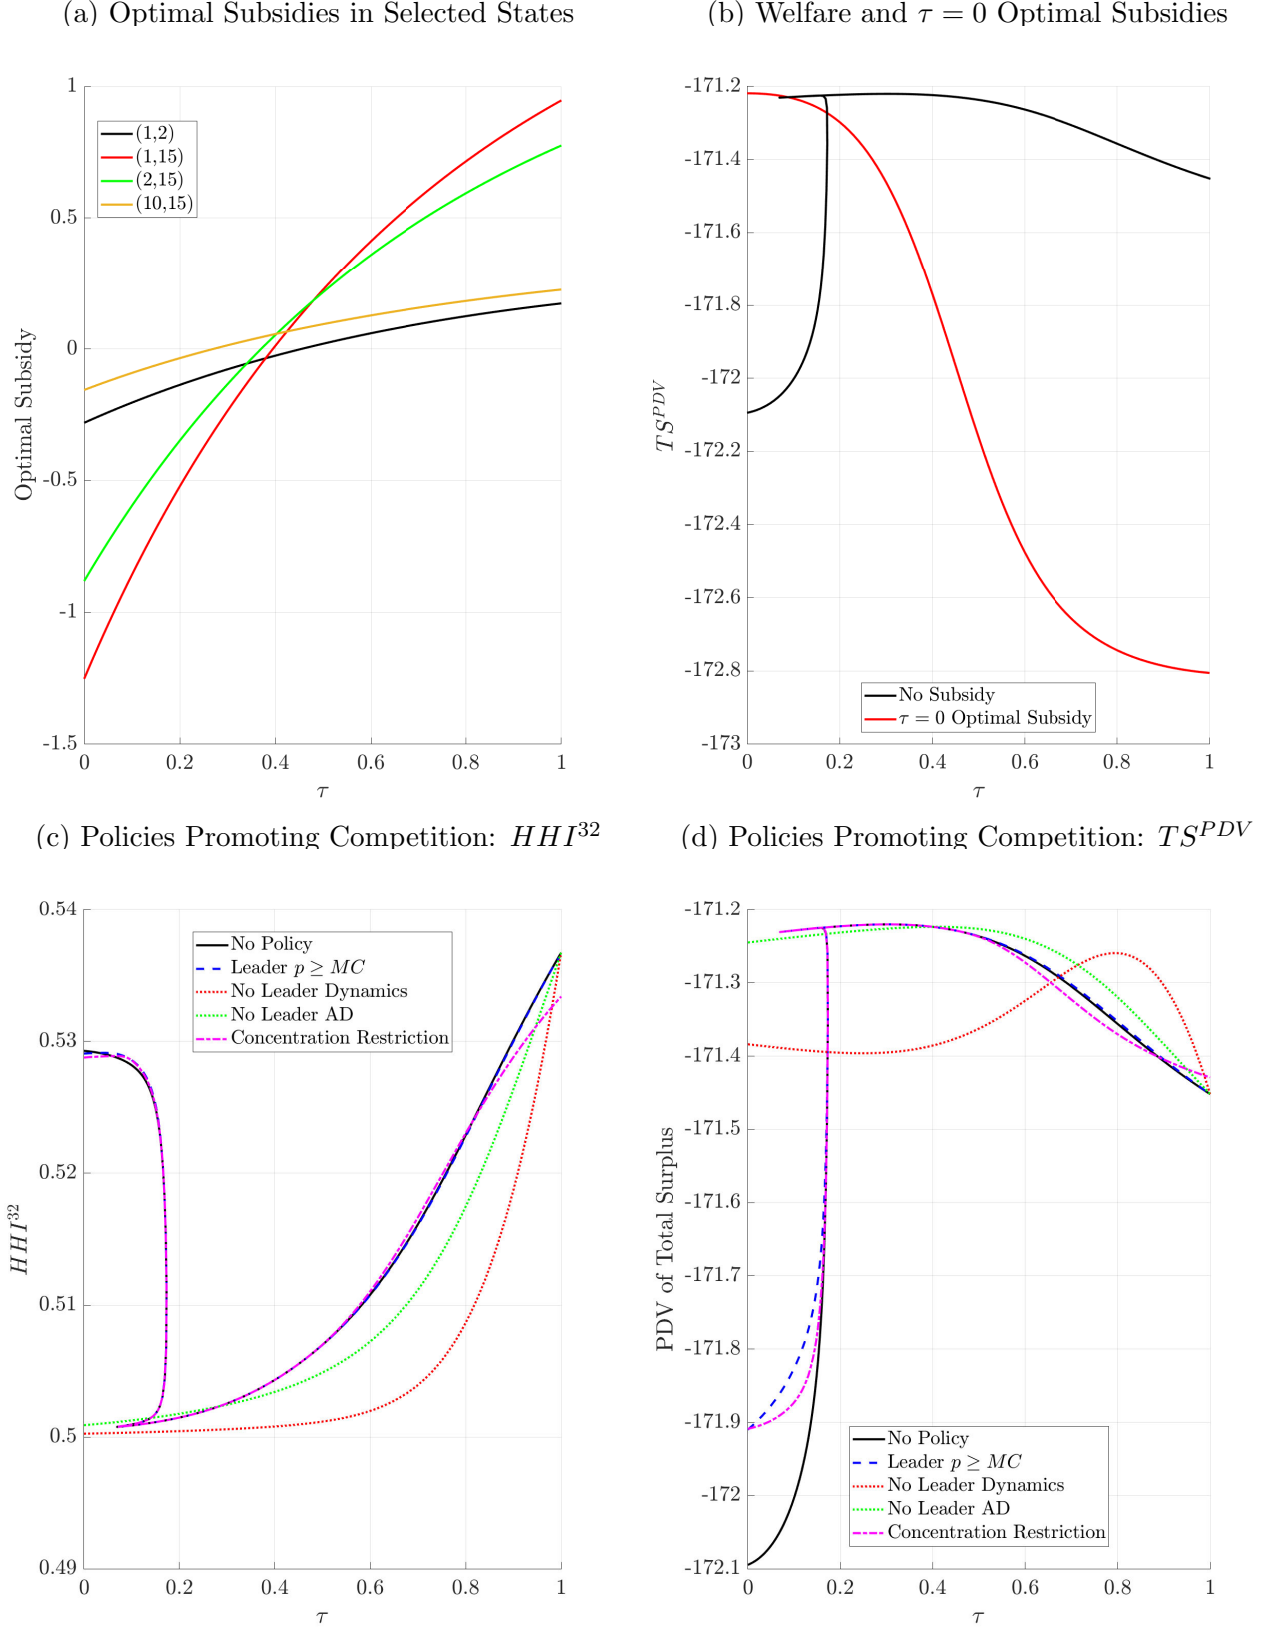 (a) Optimal Subsidies in Selected States
1
0.5
0
-0.5
-1
-1.5
Optimal Subsidy
(1,2)
(1,15)
(2,15)
(10,15)
0 0.2 0.4 0.6 0.8 1
τ
(b) Welfare and τ = 0 Optimal Subsidies
-171.2
-171.4
-171.6
-171.8
-172
-172.2
-172.4
-172.6
-172.8
-173
TS^{PDV}
No Subsidy
τ = 0 Optimal Subsidy
0 0.2 0.4 0.6 0.8 1
τ
(c) Policies Promoting Competition: HHI^{32}
0.54
0.53
0.52
0.51
0.5
0.49
HHI^{32}
No Policy
Leader p ≥ MC
No Leader Dynamics
No Leader AD
Concentration Restriction
0 0.2 0.4 0.6 0.8 1
τ
(d) Policies Promoting Competition: TS^{PDV}
-171.2
-171.3
-171.4
-171.5
-171.6
-171.7
-171.8
-171.9
-172
-172.1
PDV of Total Surplus
No Policy
Leader p ≥ MC
No Leader Dynamics
No Leader AD
Concentration Restriction
0 0.2 0.4 0.6 0.8 1
τ